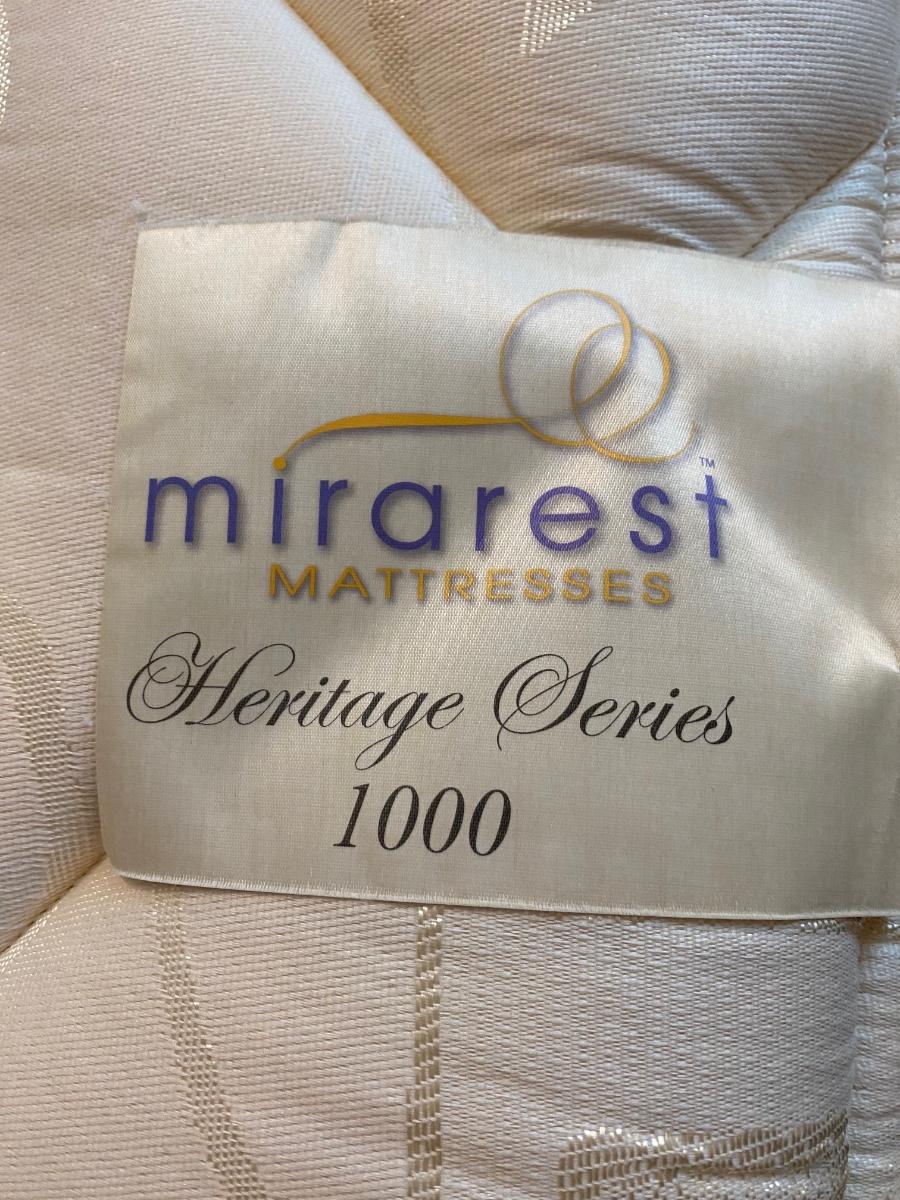 mirarest™
MATTRESSES
Heritage Series
1000